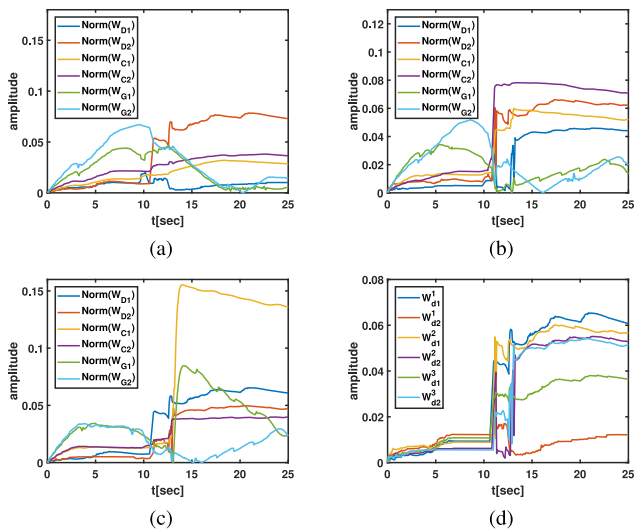 amplitude
0.15
0.1
0.05
0
Norm(W_D1)
Norm(W_D2)
Norm(W_C1)
Norm(W_C2)
Norm(W_G1)
Norm(W_G2)
0 5 10 15 20 25
t[sec]
(a)
amplitude
0.12
0.1
0.08
0.06
0.04
0.02
0
Norm(W_D1)
Norm(W_D2)
Norm(W_C1)
Norm(W_C2)
Norm(W_G1)
Norm(W_G2)
0 5 10 15 20 25
t[sec]
(b)
amplitude
0.15
0.1
0.05
0
Norm(W_D1)
Norm(W_D2)
Norm(W_C1)
Norm(W_C2)
Norm(W_G1)
Norm(W_G2)
0 5 10 15 20 25
t[sec]
(c)
amplitude
0.08
0.06
0.04
0.02
0
W^1_d1
W^1_d2
W^2_d1
W^2_d2
W^3_d1
W^3_d2
0 5 10 15 20 25
t[sec]
(d)